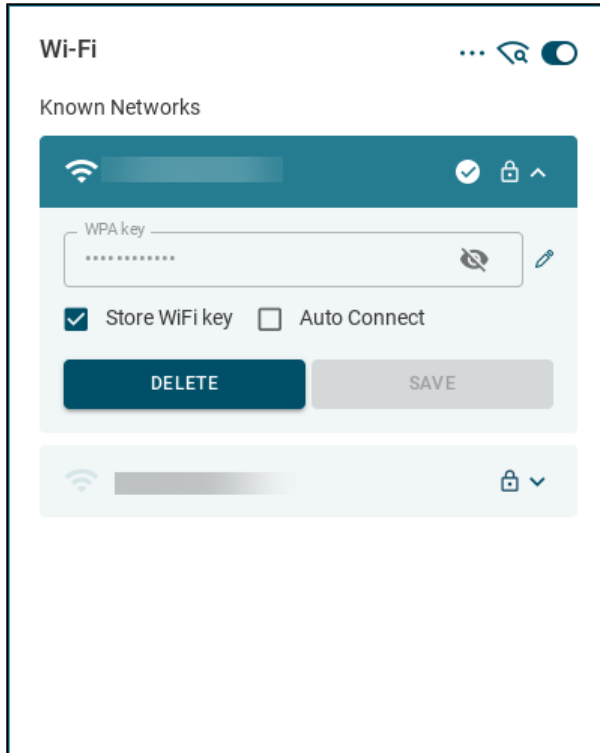 Wi-Fi
Known Networks
WPA key
••••••••••••
Store WiFi key Auto Connect
DELETE SAVE